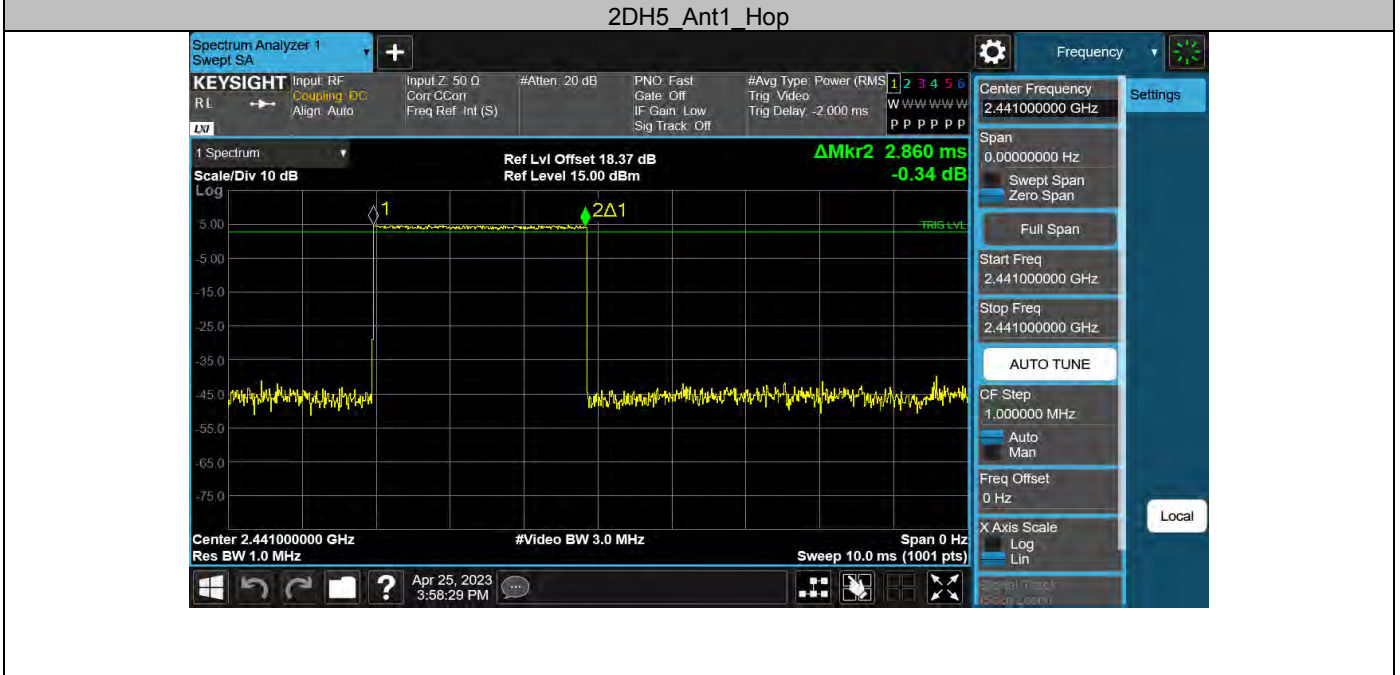 2DH5_Ant1_Hop
Spectrum Analyzer 1
Swept SA
Frequency
KEYSIGHT
RL
LXI
Input: RF
Coupling: DC
Align: Auto
Input Z: 50 Ω
Corr CCorr
Freq Ref: Int (S)
#Atten: 20 dB
PNO: Fast
Gate: Off
IF Gain: Low
Sig Track: Off
#Avg Type: Power (RMS
Trig: Video
Trig Delay: -2.000 ms
1 2 3 4 5 6
W W W W W W
P P P P P P
1 Spectrum
Scale/Div 10 dB
Log
Ref Lvl Offset 18.37 dB
Ref Level 15.00 dBm
ΔMkr2 2.860 ms
-0.34 dB
1
2Δ1
TRIG LVL
5.00
-5.00
-15.0
-25.0
-35.0
-45.0
-55.0
-65.0
-75.0
Center 2.441000000 GHz
#Video BW 3.0 MHz
Span 0 Hz
Res BW 1.0 MHz
Sweep 10.0 ms (1001 pts)
Apr 25, 2023
3:58:29 PM
Center Frequency
2.441000000 GHz
Settings
Span
0.00000000 Hz
Swept Span
Zero Span
Full Span
Start Freq
2.441000000 GHz
Stop Freq
2.441000000 GHz
AUTO TUNE
CF Step
1.000000 MHz
Auto
Man
Freq Offset
0 Hz
X Axis Scale
Log
Lin
Signal Track
(Span Zoom)
Local